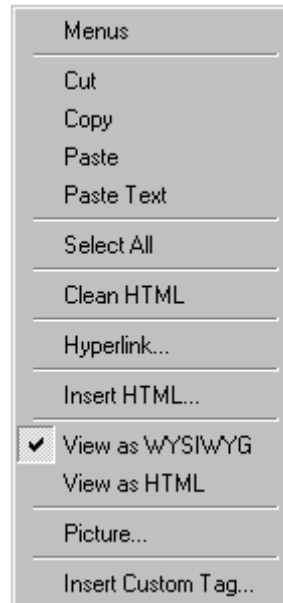 Menus
Cut
Copy
Paste
Paste Text
Select All
Clean HTML
Hyperlink...
Insert HTML...
View as WYSIWYG
View as HTML
Picture...
Insert Custom Tag...